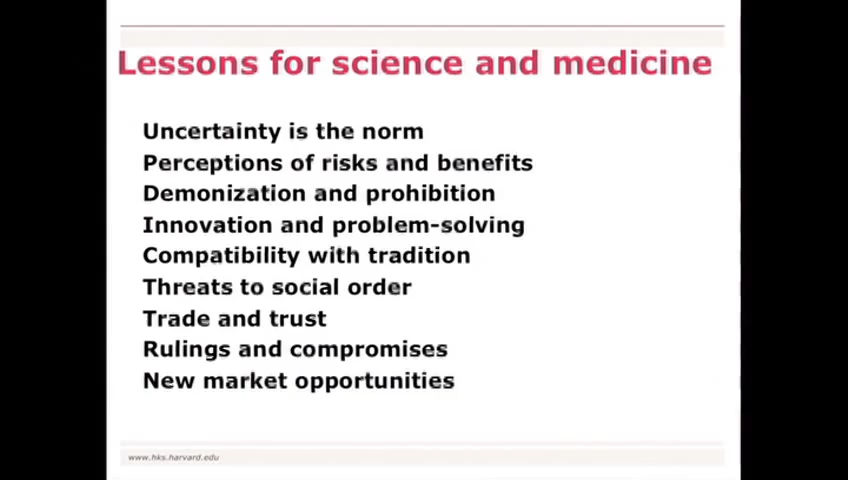 Lessons for science and medicine
Uncertainty is the norm
Perceptions of risks and benefits
Demonization and prohibition
Innovation and problem-solving
Compatibility with tradition
Threats to social order
Trade and trust
Rulings and compromises
New market opportunities
www.hks.harvard.edu